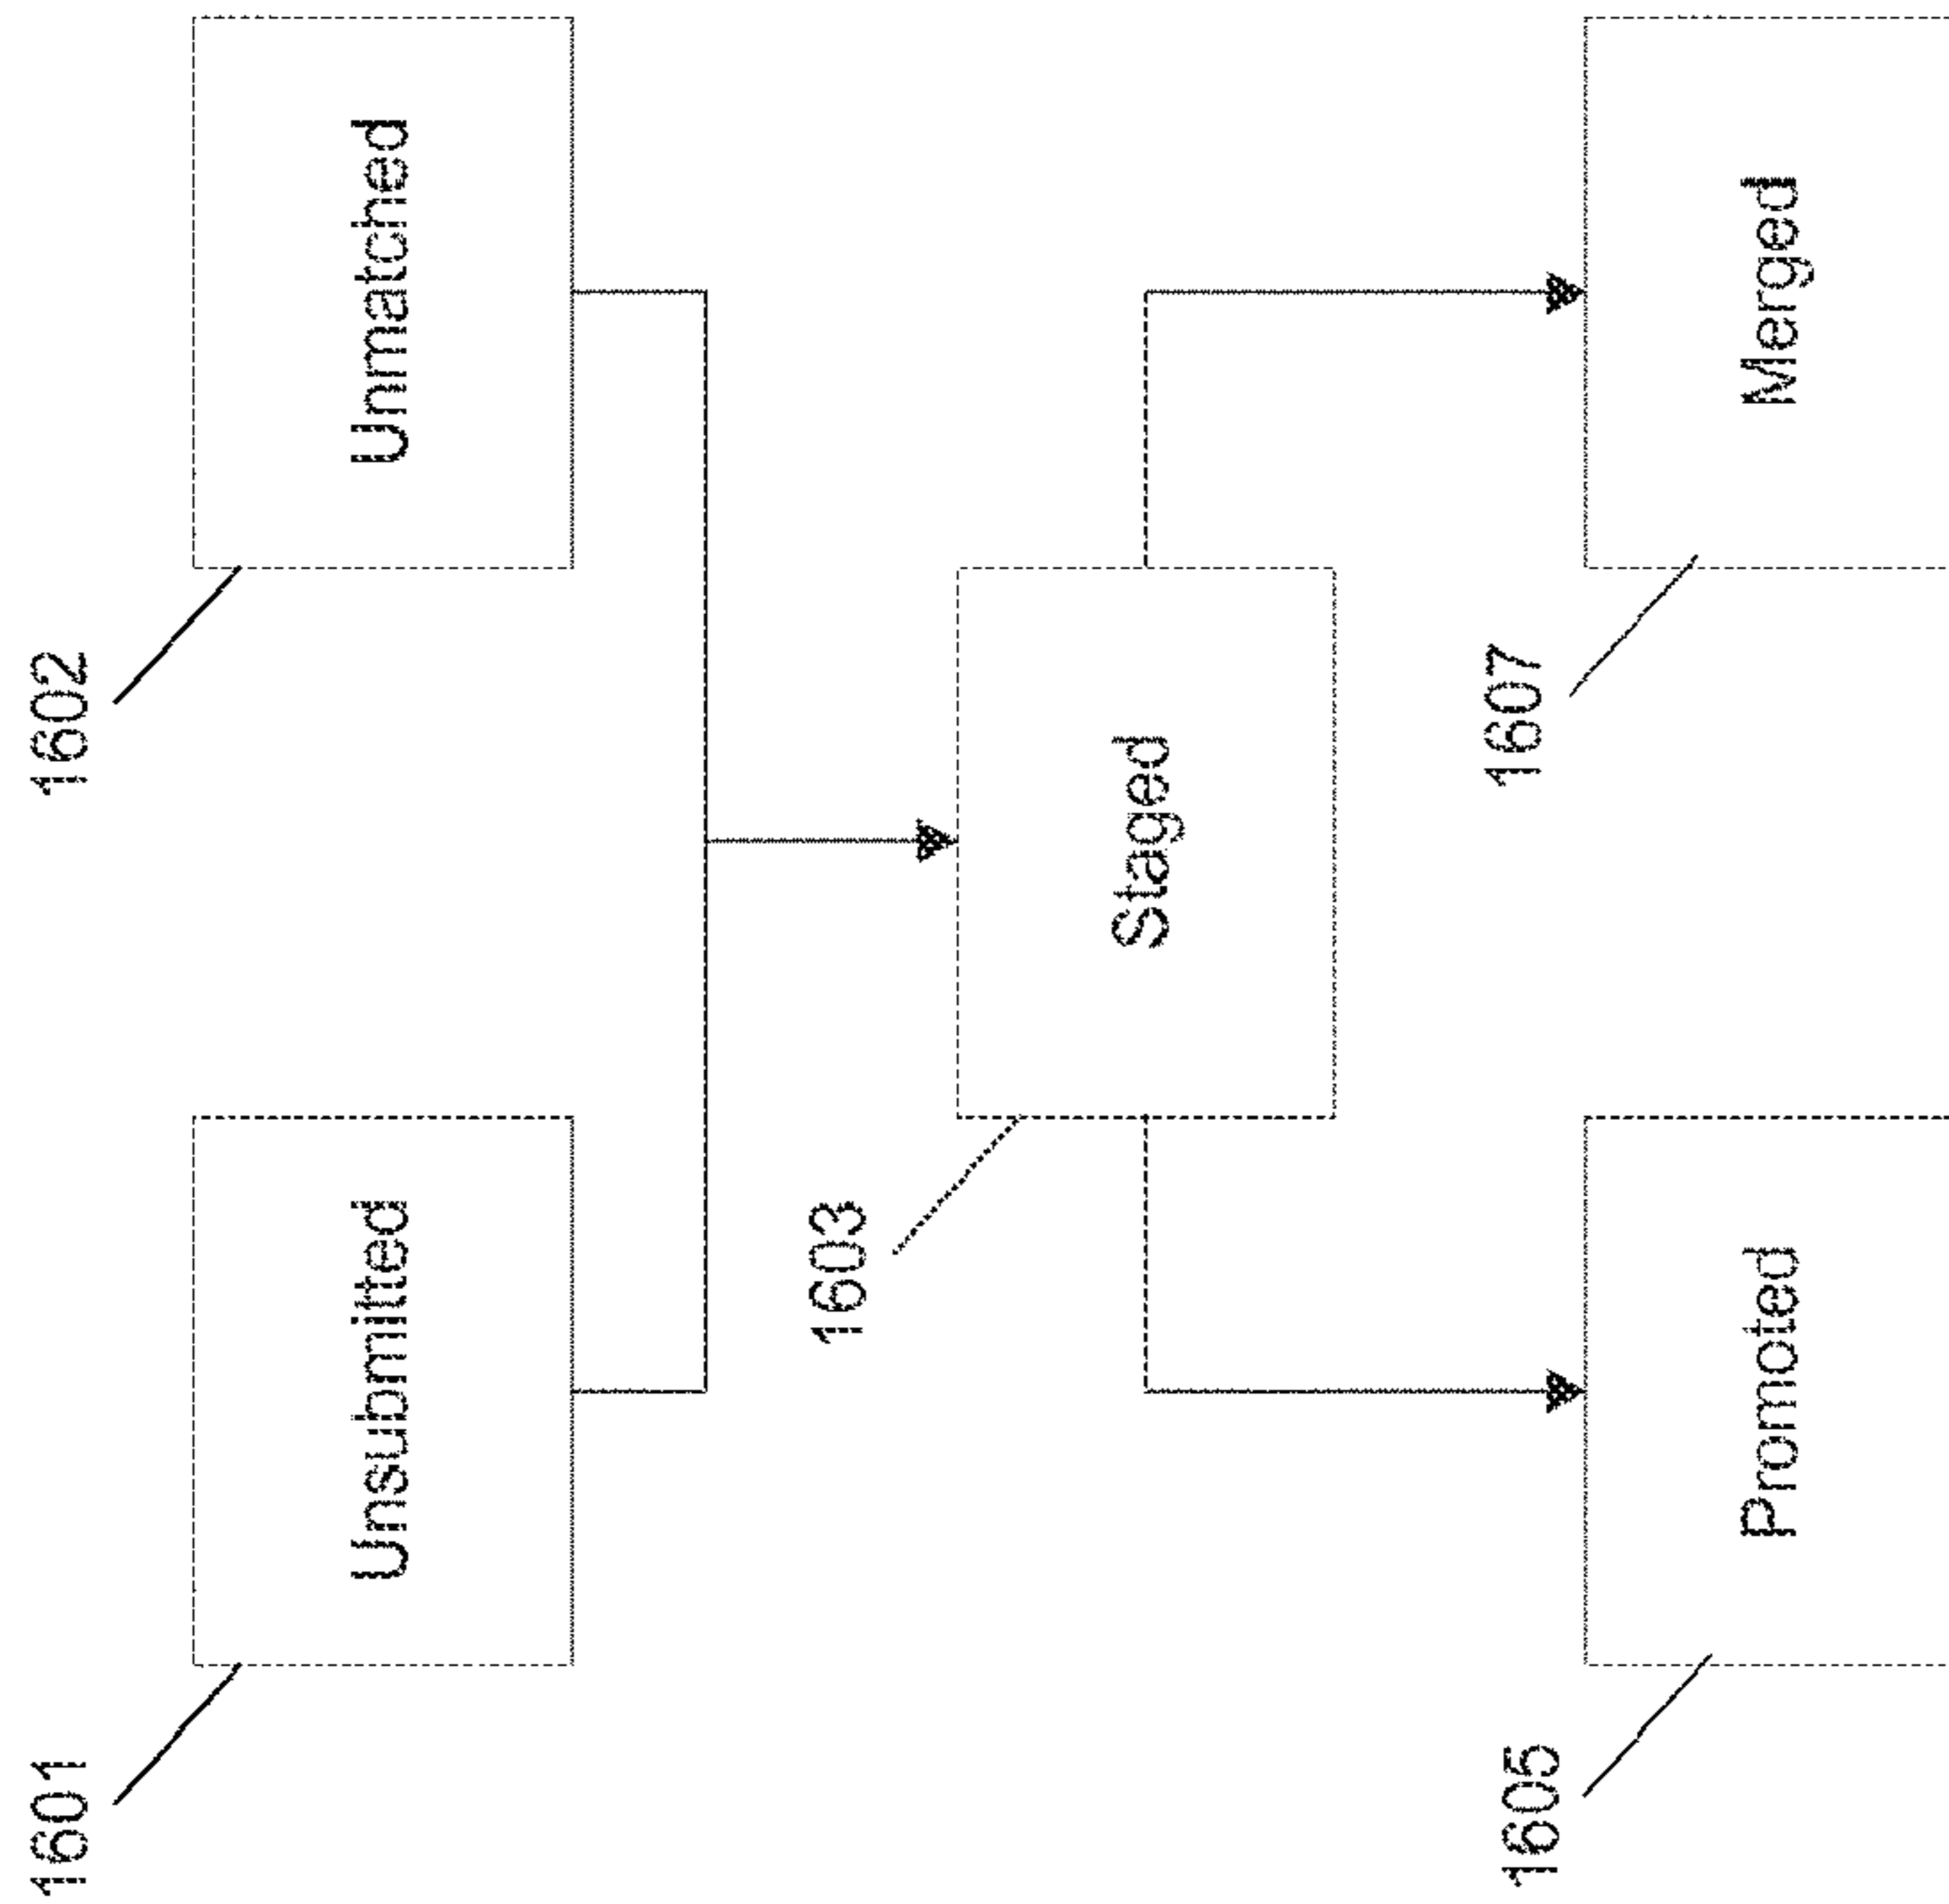 1601
Unsubmitted
1602
Unmatched
1603
Staged
1605
Promoted
1607
Merged